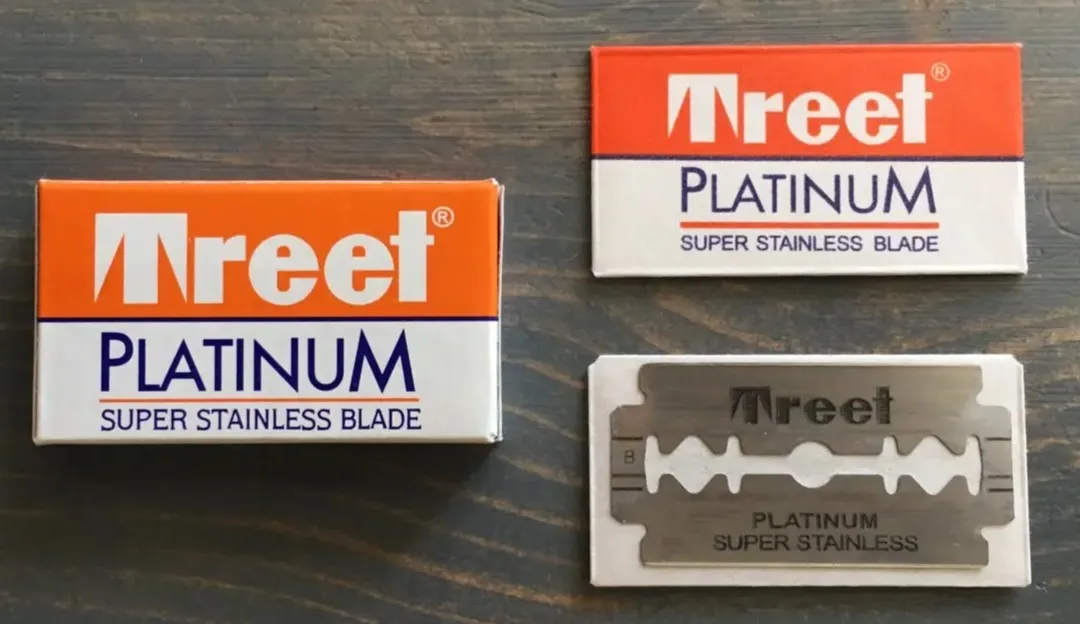 Treet®
PLATINUM
SUPER STAINLESS BLADE
Treet®
PLATINUM
SUPER STAINLESS BLADE
Treet
B
PLATINUM
SUPER STAINLESS